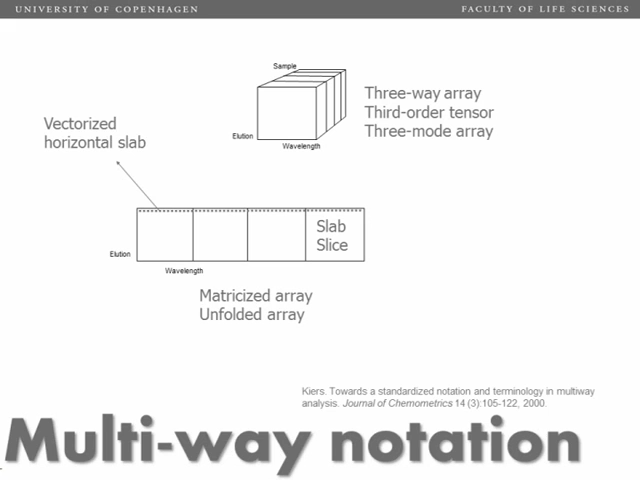 UNIVERSITY OF COPENHAGEN
FACULTY OF LIFE SCIENCES
Sample
Elution
Wavelength
Three-way array
Third-order tensor
Three-mode array
Vectorized
horizontal slab
Slab
Slice
Elution
Wavelength
Matricized array
Unfolded array
Kiers. Towards a standardized notation and terminology in multiway
analysis. Journal of Chemometrics 14 (3):105-122, 2000.
Multi-way notation